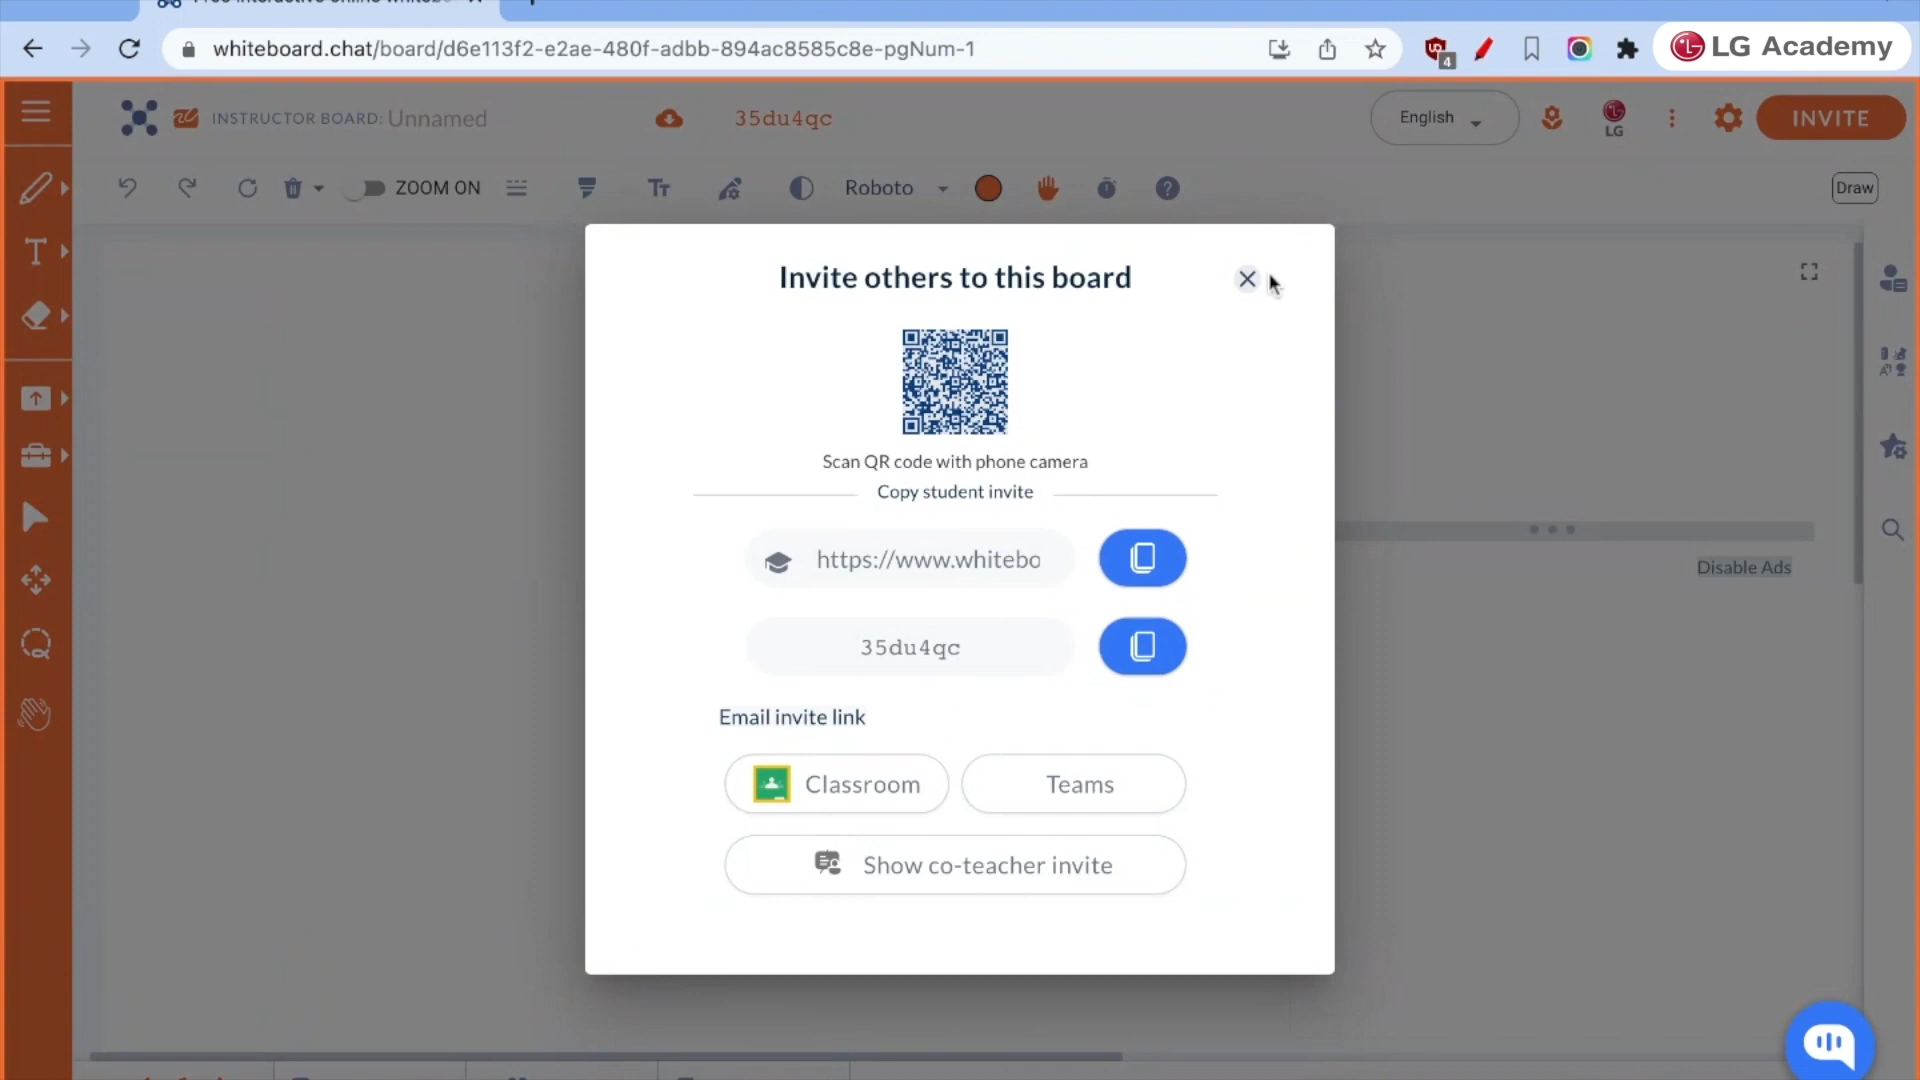 whiteboard.chat/board/d6e113f2-e2ae-480f-adbb-894ac8585c8e-pgNum-1
4
LG Academy
INSTRUCTOR BOARD: Unnamed
35du4qc
English
LG
INVITE
ZOOM ON
Tt
Roboto
Draw
Invite others to this board
Scan QR code with phone camera
Copy student invite
https://www.whitebo
Disable Ads
35du4qc
Email invite link
Classroom
Teams
Show co-teacher invite